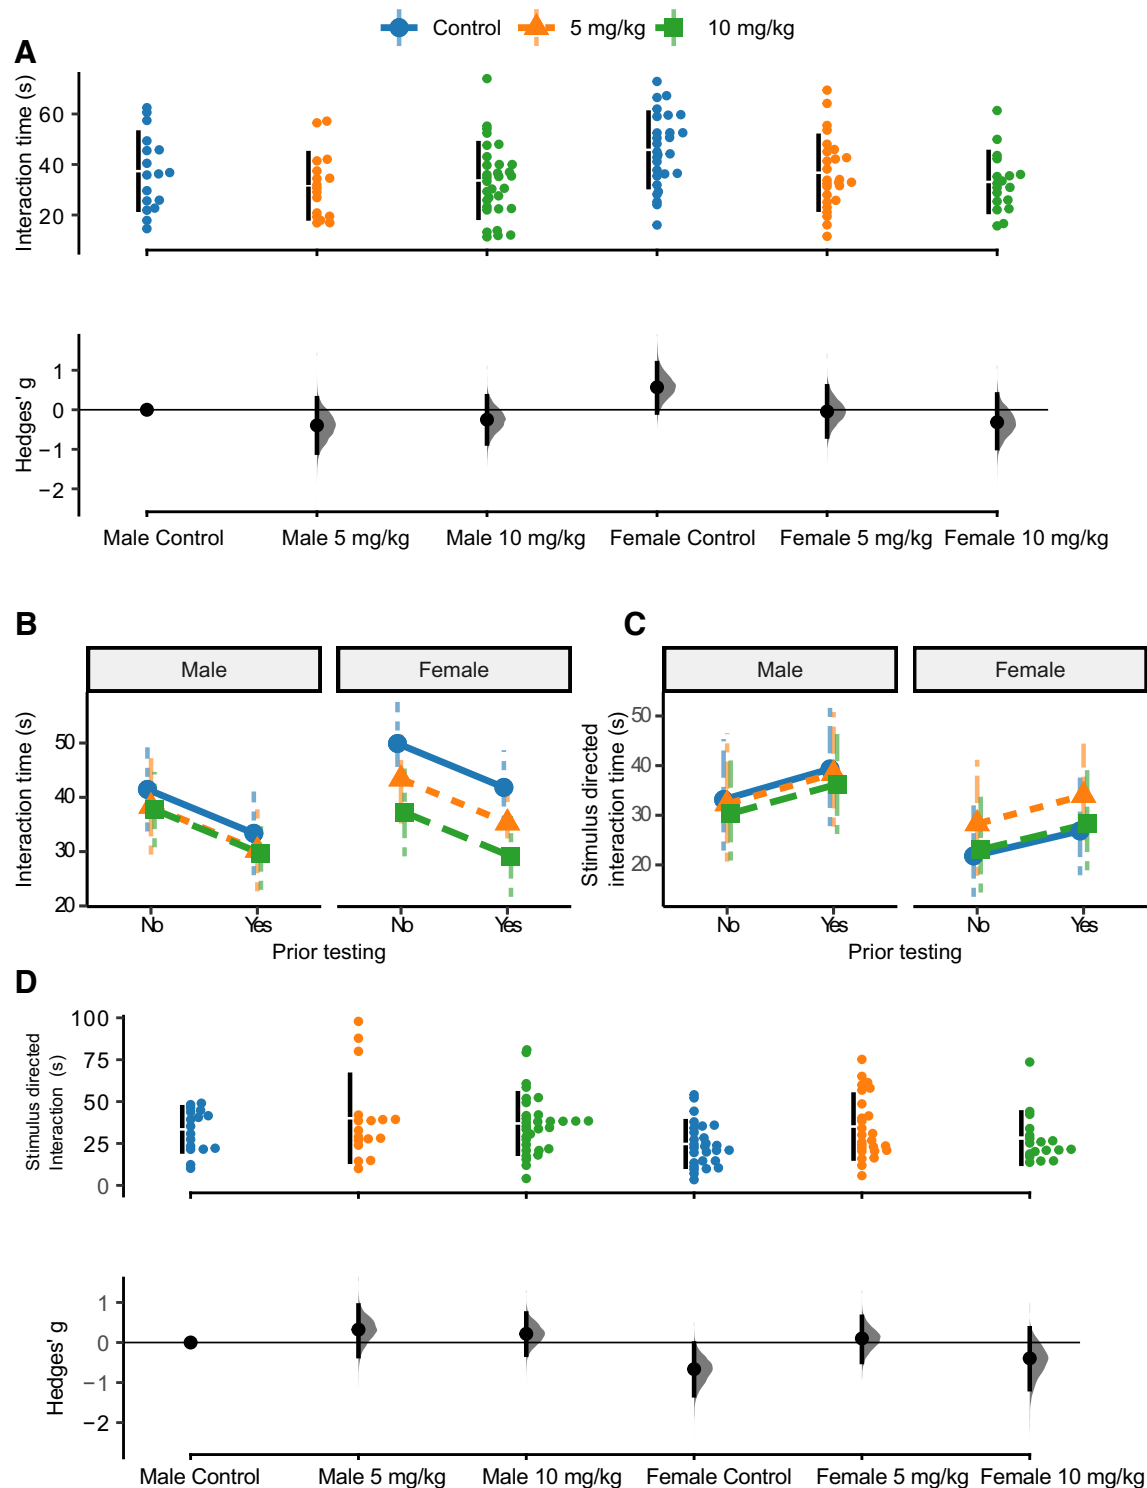 Control 5 mg/kg 10 mg/kg
A
Interaction time (s)
60
40
20
Hedges' g
1
0
−1
−2
Male Control Male 5 mg/kg Male 10 mg/kg Female Control Female 5 mg/kg Female 10 mg/kg
B
Male Female
Interaction time (s)
50
40
30
20
No Yes No Yes
Prior testing
C
Male Female
Stimulus directed
interaction time (s)
50
40
30
20
No Yes No Yes
Prior testing
D
Stimulus directed
Interaction (s)
100
75
50
25
0
Hedges' g
1
0
−1
−2
Male Control Male 5 mg/kg Male 10 mg/kg Female Control Female 5 mg/kg Female 10 mg/kg